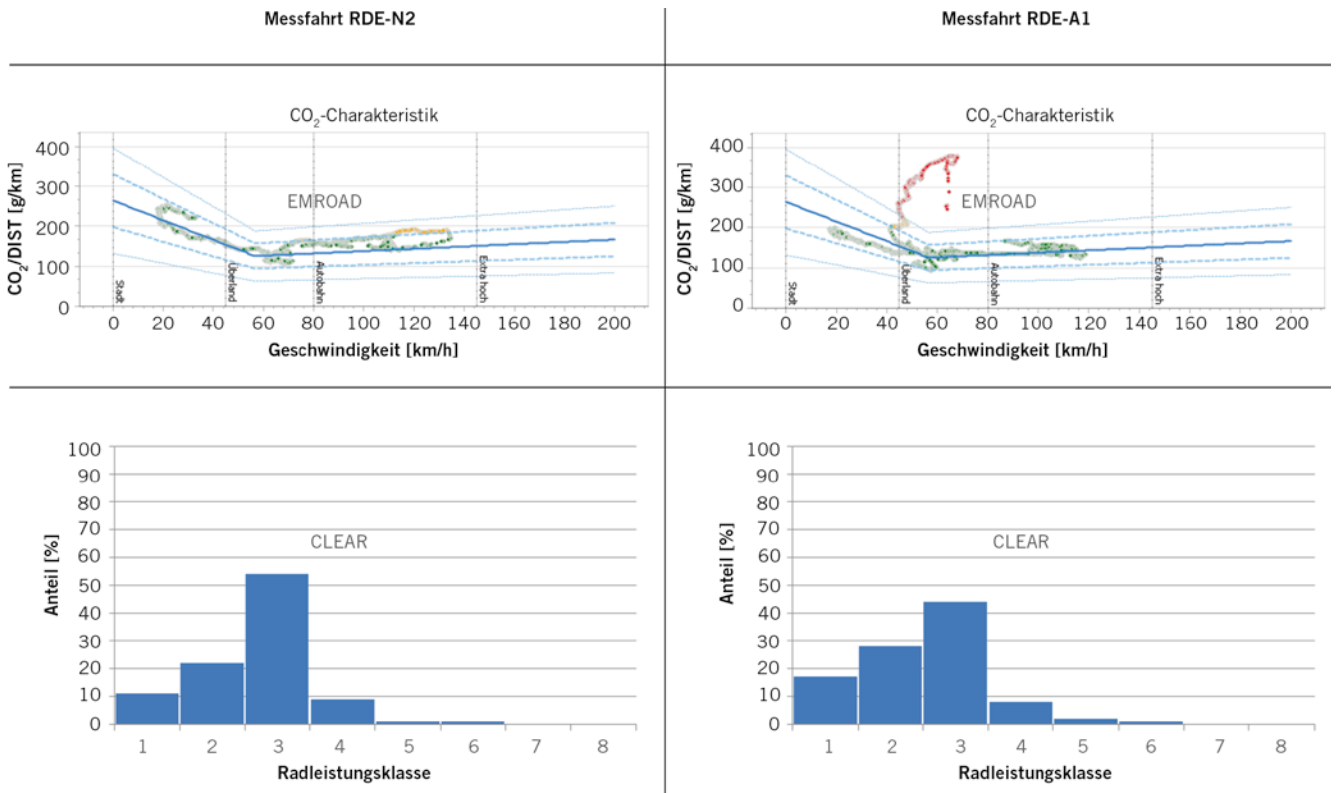 Messfahrt RDE-N2
Messfahrt RDE-A1
CO₂-Charakteristik
CO₂/DIST [g/km]
400
300
200
100
0
EMROAD
Stadt
Überland
Autobahn
Extra hoch
0 20 40 60 80 100 120 140 160 180 200
Geschwindigkeit [km/h]
CO₂-Charakteristik
CO₂/DIST [g/km]
400
300
200
100
0
EMROAD
Stadt
Überland
Autobahn
Extra hoch
0 20 40 60 80 100 120 140 160 180 200
Geschwindigkeit [km/h]
Anteil [%]
100
90
80
70
60
50
40
30
20
10
0
CLEAR
1 2 3 4 5 6 7 8
Radleistungsklasse
Anteil [%]
100
90
80
70
60
50
40
30
20
10
0
CLEAR
1 2 3 4 5 6 7 8
Radleistungsklasse